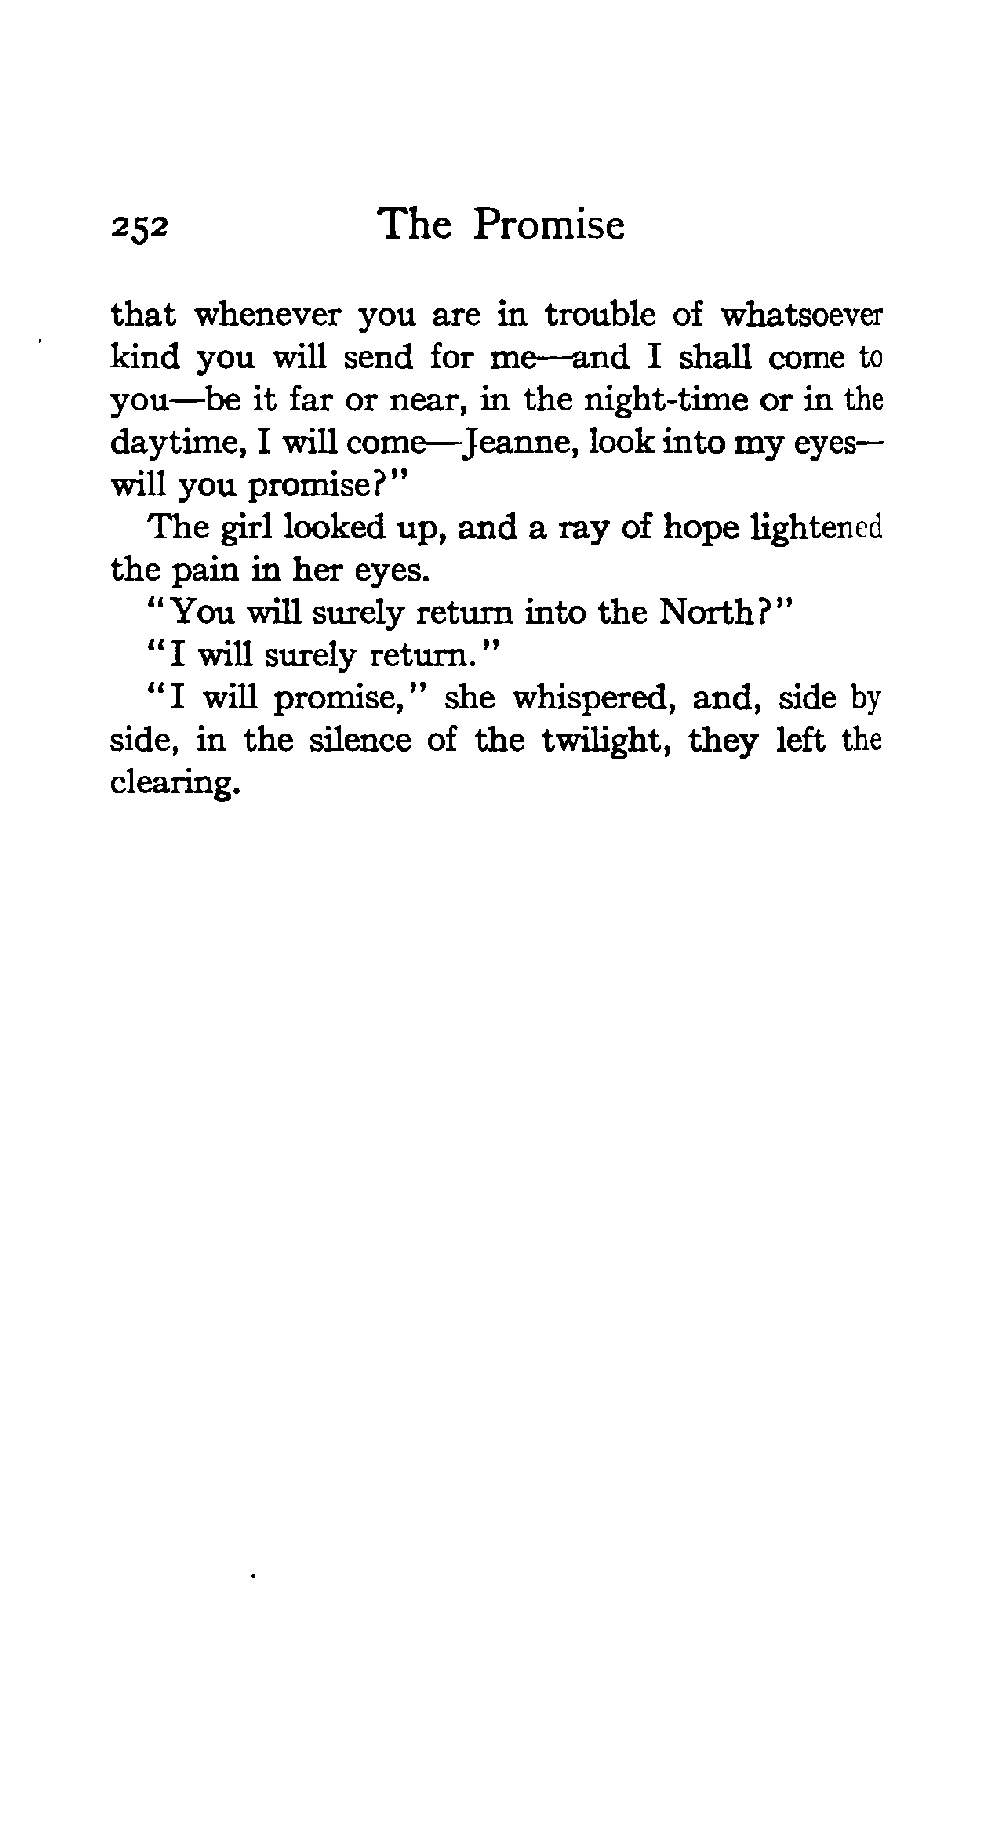 252 The Promise
that whenever you are in trouble of whatsoever
kind you will send for me—and I shall come to
you—be it far or near, in the night-time or in the
daytime, I will come—Jeanne, look into my eyes—
will you promise?"
The girl looked up, and a ray of hope lightened
the pain in her eyes.
"You will surely return into the North?"
"I will surely return."
"I will promise," she whispered, and, side by
side, in the silence of the twilight, they left the
clearing.